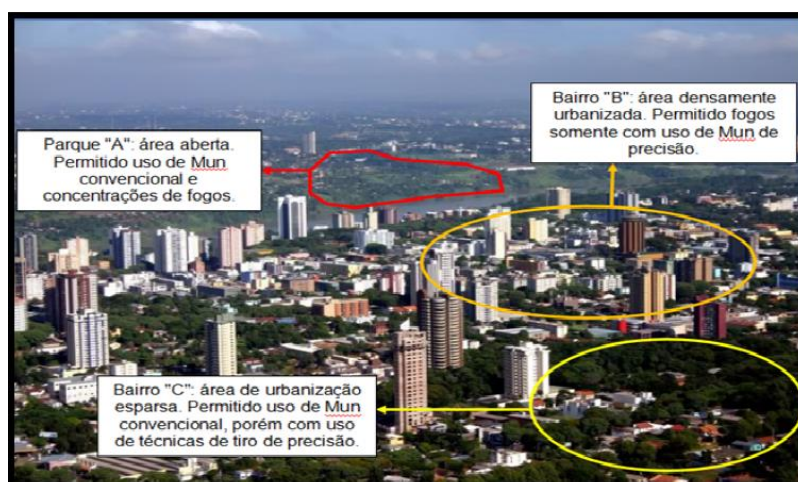 Parque "A": área aberta.
Permitido uso de Mun
convencional e
concentrações de fogos.
Bairro "B": área densamente
urbanizada. Permitido fogos
somente com uso de Mun de
precisão.
Bairro "C": área de urbanização
esparsa. Permitido uso de Mun
convencional, porém com uso
de técnicas de tiro de precisão.